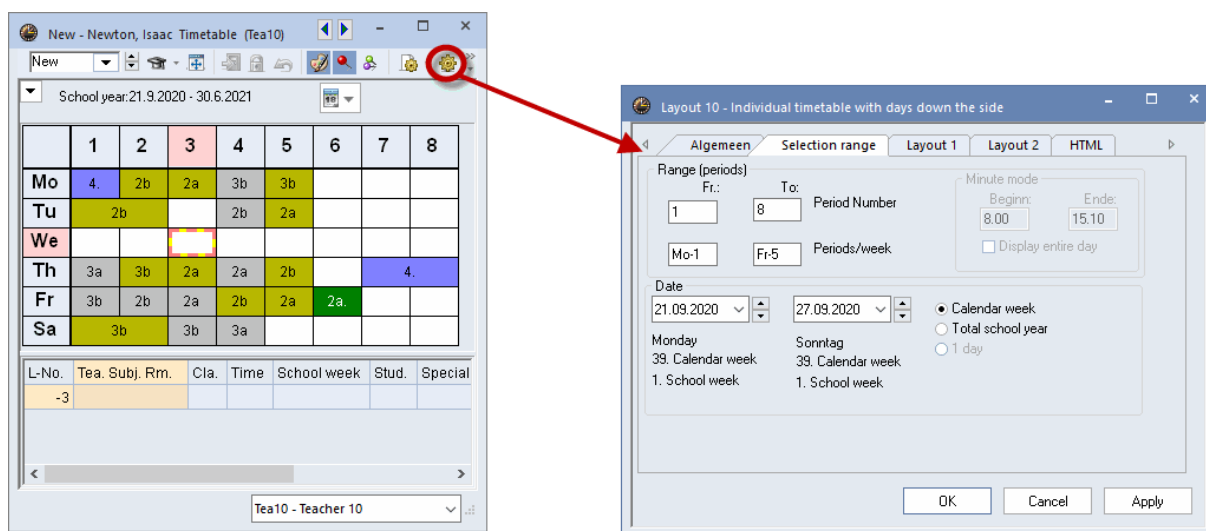 New - Newton, Isaac Timetable (Tea10)
New
School year:21.9.2020 - 30.6.2021
1 2 3 4 5 6 7 8
Mo 4. 2b 2a 3b 3b
Tu 2b 2b 2a
We
Th 3a 3b 2a 2a 2b 4.
Fr 3b 2b 2a 2b 2a 2a.
Sa 3b 3b 3a
L-No. Tea. Subj. Rm. Cla. Time School week Stud. Special
-3
Tea10 - Teacher 10
Layout 10 - Individual timetable with days down the side
Algemeen Selection range Layout 1 Layout 2 HTML
Range (periods)
Fr.: To:
1 8 Period Number
Mo-1 Fr-5 Periods/week
Minute mode
Beginn: Ende:
8.00 15.10
Display entire day
Date
21.09.2020 27.09.2020
Monday Sonntag
39. Calendar week 39. Calendar week
1. School week 1. School week
Calendar week
Total school year
1 day
OK Cancel Apply